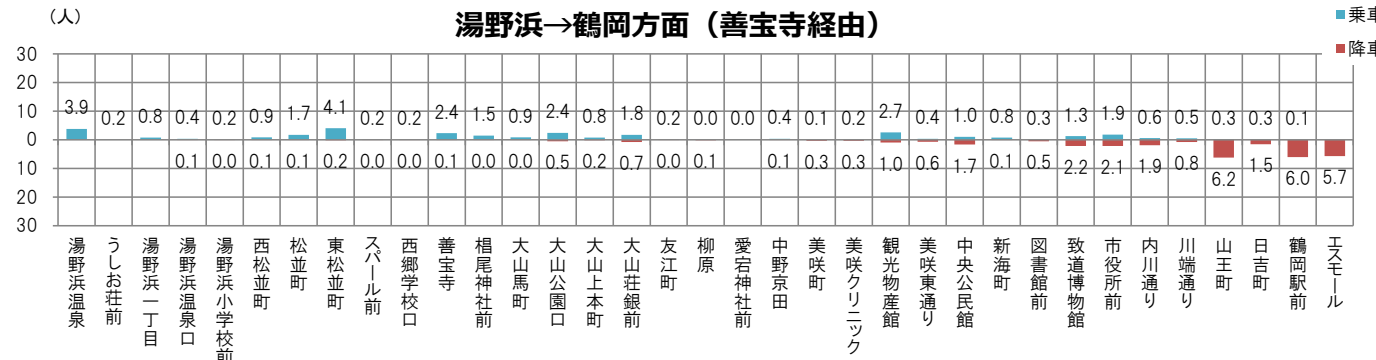 (人)
湯野浜→鶴岡方面（善宝寺経由）
乗車
降車
30
20
10
0
10
20
30
3.9 0.2 0.8 0.4 0.2 0.9 1.7 4.1 0.2 0.2 2.4 1.5 0.9 2.4 0.8 1.8 0.2 0.0 0.0 0.4 0.1 0.2 2.7 0.4 1.0 0.8 0.3 1.3 1.9 0.6 0.5 0.3 0.3 0.1
0.1 0.0 0.1 0.1 0.2 0.0 0.0 0.1 0.0 0.0 0.5 0.2 0.7 0.0 0.1 0.1 0.3 0.3 1.0 0.6 1.7 0.1 0.5 2.2 2.1 1.9 0.8 6.2 1.5 6.0 5.7
湯野浜温泉
うしお荘前
湯野浜一丁目
湯野浜温泉口
湯野浜小学校前
西松並町
松並町
東松並町
スパール前
西郷学校口
善宝寺
椙尾神社前
大山馬町
大山公園口
大山上本町
大山荘銀前
友江町
柳原
愛宕神社前
中野京田
美咲町
美咲クリニック
観光物産館
美咲東通り
中央公民館
新海町
図書館前
致道博物館
市役所前
内川通り
川端通り
山王町
日吉町
鶴岡駅前
エスモール